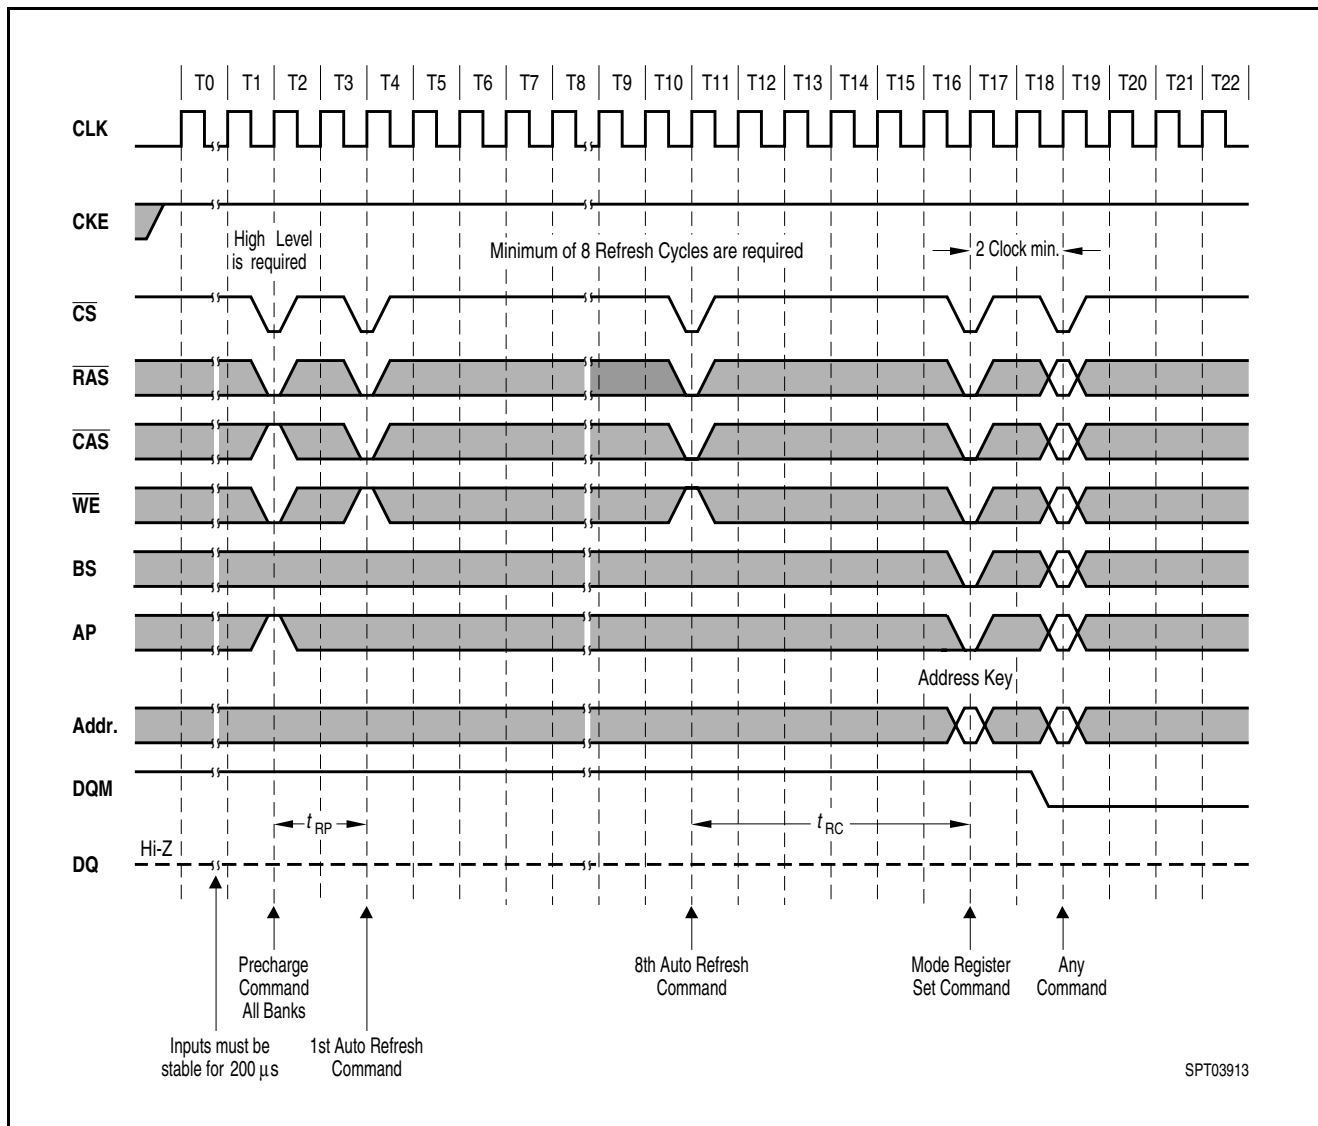 T0 T1 T2 T3 T4 T5 T6 T7 T8 T9 T10 T11 T12 T13 T14 T15 T16 T17 T18 T19 T20 T21 T22
CLK
CKE
High Level
is required
Minimum of 8 Refresh Cycles are required
2 Clock min.
CS
RAS
CAS
WE
BS
AP
Address Key
Addr.
DQM
tRP
tRC
Hi-Z
DQ
Precharge
Command
All Banks
8th Auto Refresh
Command
Mode Register
Set Command
Any
Command
Inputs must be
stable for 200 µs
1st Auto Refresh
Command
SPT03913